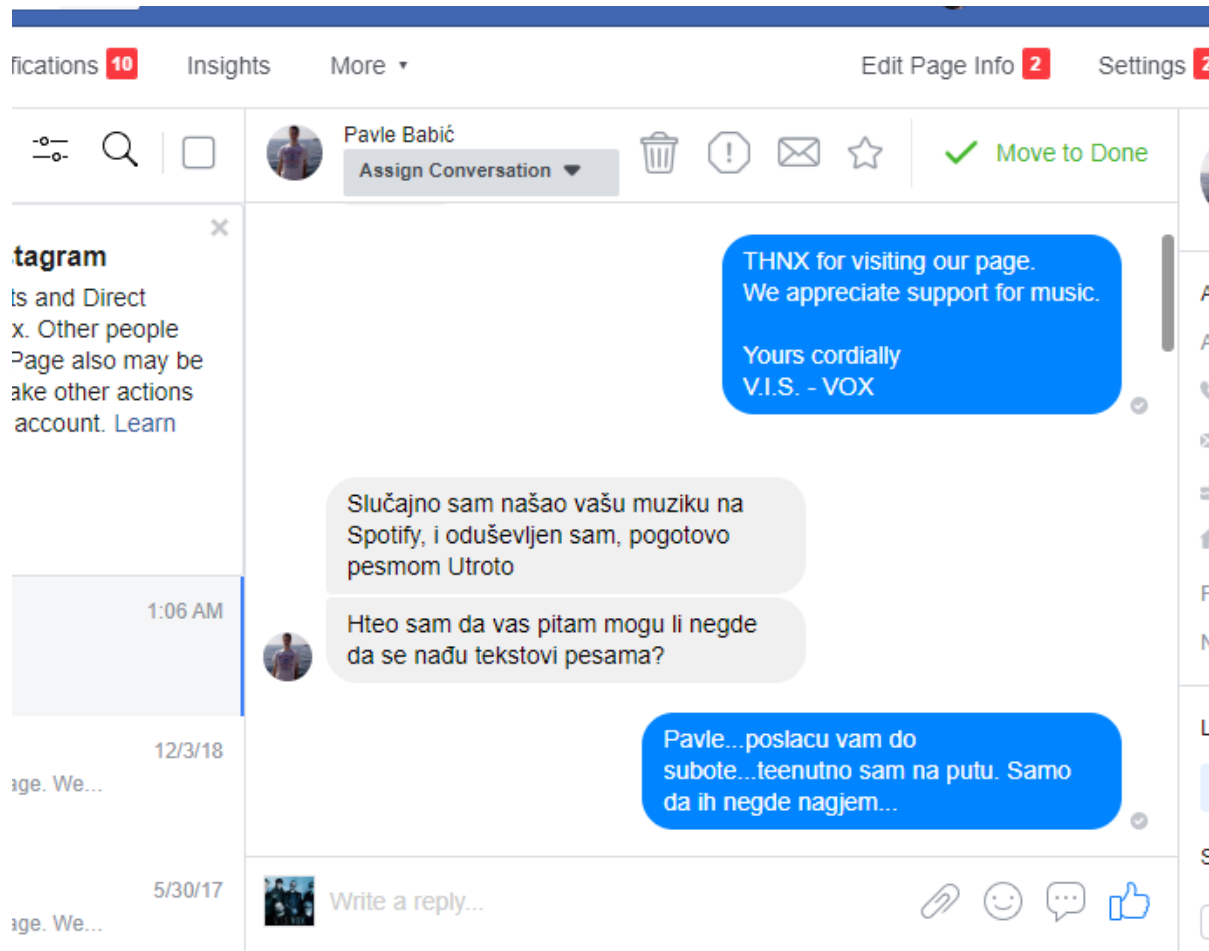 fications 10 Insights More
Edit Page Info 2 Settings 2
Pavle Babić
Assign Conversation
Move to Done
stagram
ts and Direct
x. Other people
Page also may be
ake other actions
account. Learn
1:06 AM
12/3/18
age. We...
5/30/17
age. We...
THNX for visiting our page.
We appreciate support for music.
Yours cordially
V.I.S. - VOX
Slučajno sam našao vašu muziku na
Spotify, i oduševljen sam, pogotovo
pesmom Utroto
Hteo sam da vas pitam mogu li negde
da se nađu tekstovi pesama?
Pavle...poslacu vam do
subote...teenutno sam na putu. Samo
da ih negde nagjem...
Write a reply...